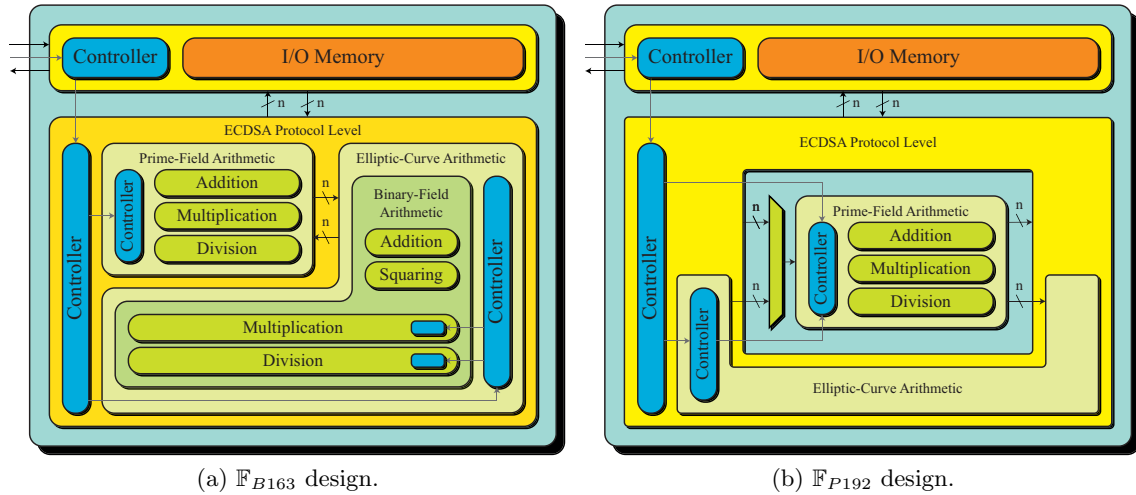 Controller
I/O Memory
n
n
ECDSA Protocol Level
Prime-Field Arithmetic
Elliptic-Curve Arithmetic
Controller
Controller
Addition
Multiplication
Division
n
n
Binary-Field
Arithmetic
Addition
Squaring
Controller
Multiplication
Division
(a) 𝔽B163 design.
Controller
I/O Memory
n
n
ECDSA Protocol Level
Controller
n
n
Prime-Field Arithmetic
Controller
Addition
Multiplication
Division
n
n
Controller
Elliptic-Curve Arithmetic
(b) 𝔽P192 design.